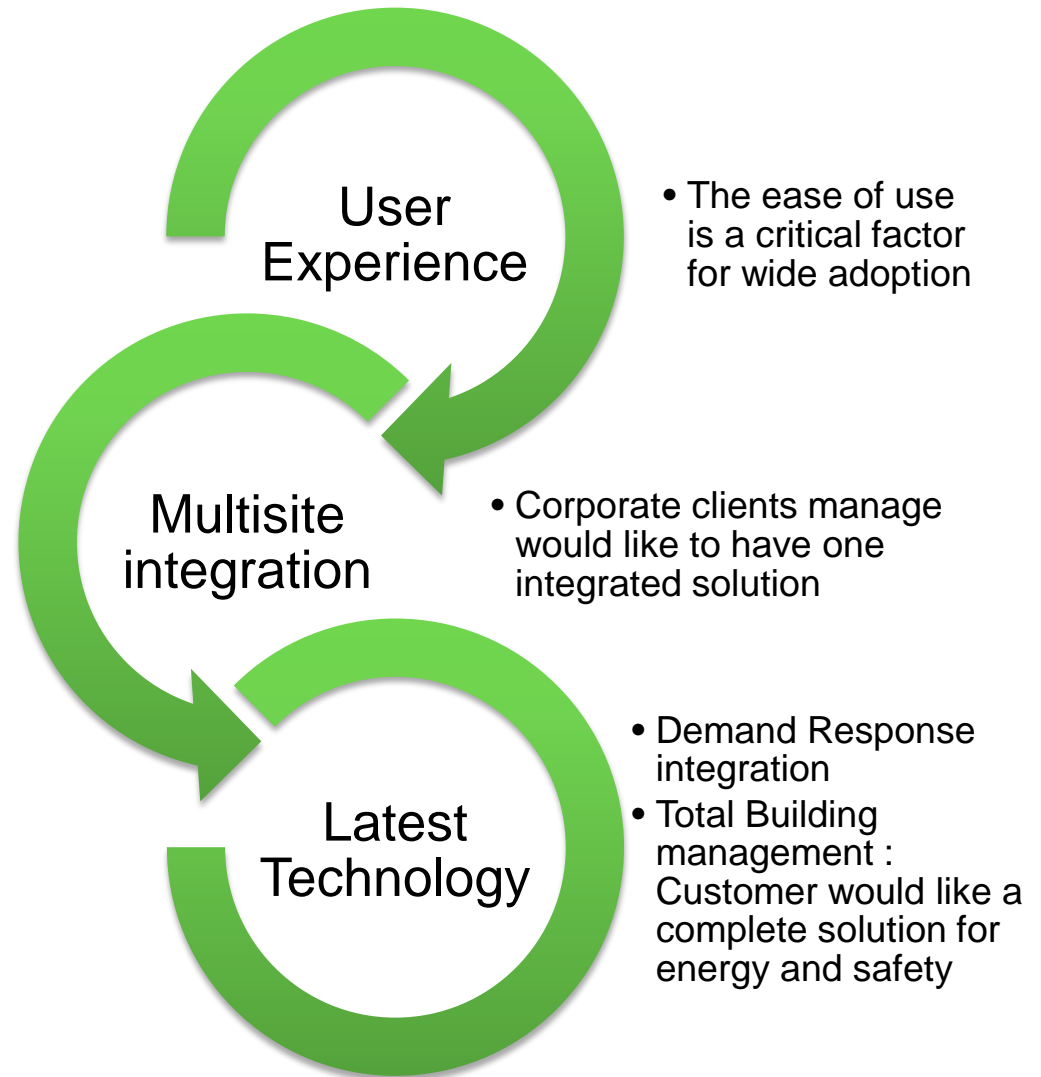 User
Experience
• The ease of use
is a critical factor
for wide adoption
Multisite
integration
• Corporate clients manage
would like to have one
integrated solution
Latest
Technology
• Demand Response
integration
• Total Building
management :
Customer would like a
complete solution for
energy and safety